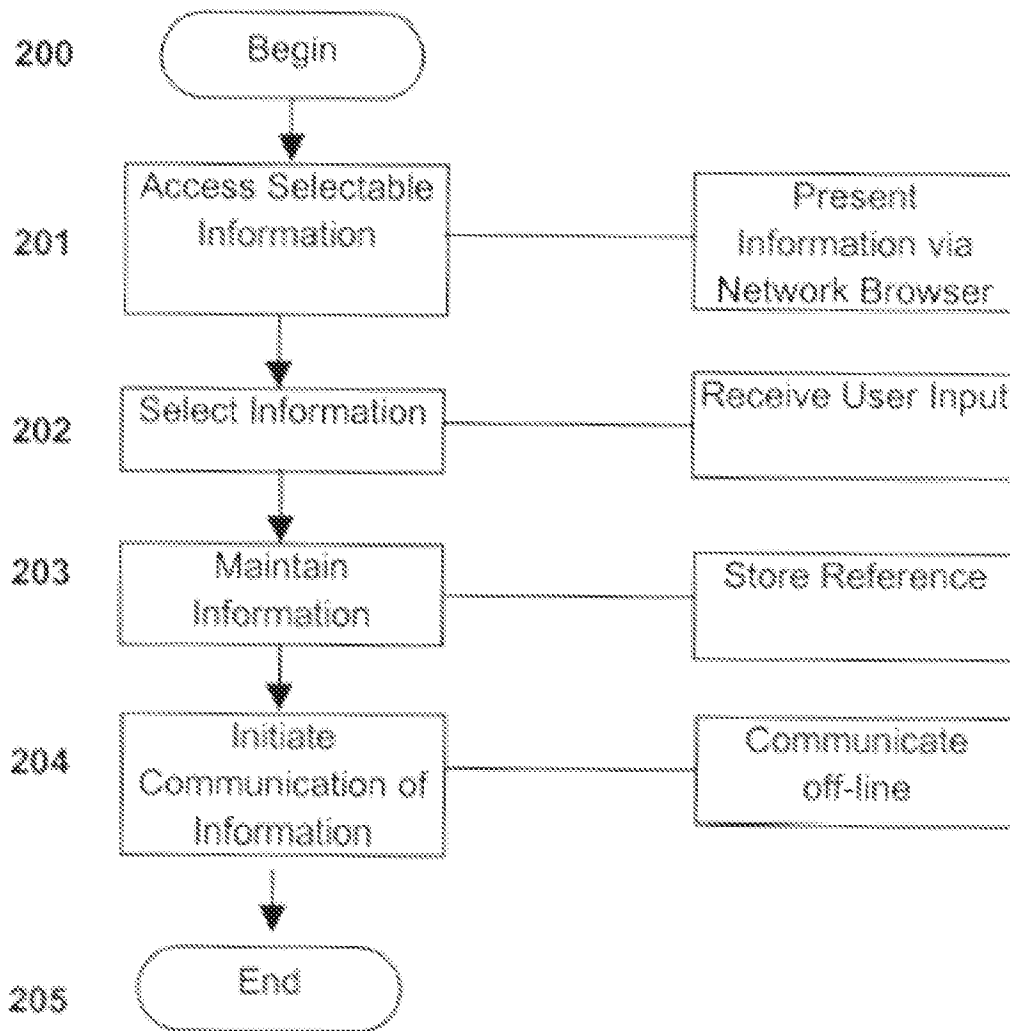 200
Begin
201
Access Selectable
Information
Present
Information via
Network Browser
202
Select Information
Receive User Input
203
Maintain
Information
Store Reference
204
Initiate
Communication of
Information
Communicate
off-line
205
End